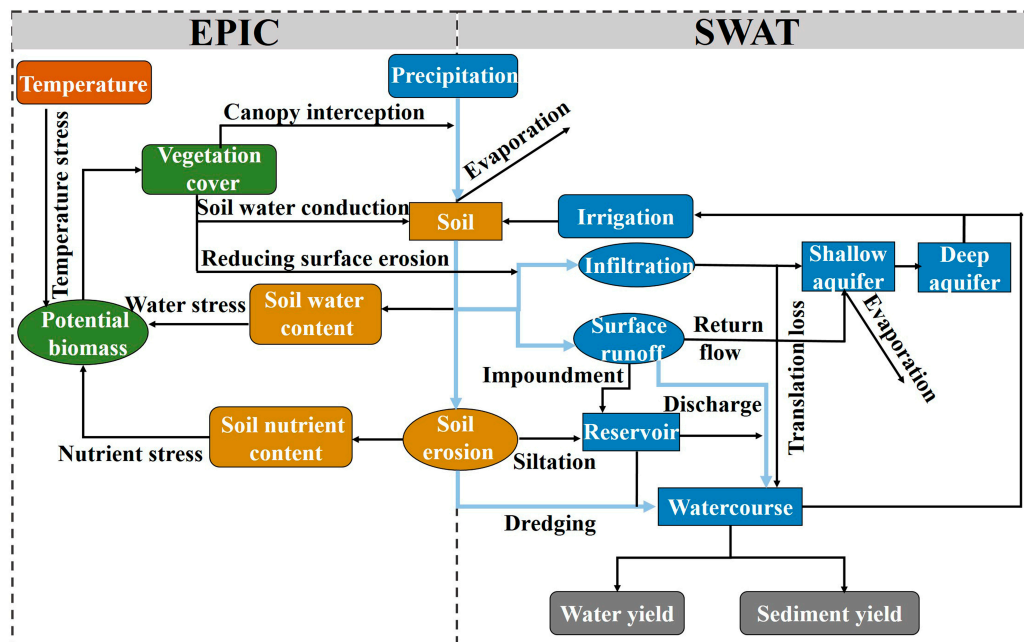 EPIC
SWAT
Temperature
Precipitation
Canopy interception
Evaporation
Temperature stress
Vegetation
cover
Soil water conduction
Soil
Irrigation
Reducing surface erosion
Infiltration
Shallow
aquifer
Deep
aquifer
Water stress
Soil water
content
Potential
biomass
Surface
runoff
Return
flow
Evaporation
Translation loss
Impoundment
Discharge
Soil nutrient
content
Nutrient stress
Soil
erosion
Siltation
Reservoir
Dredging
Watercourse
Water yield
Sediment yield